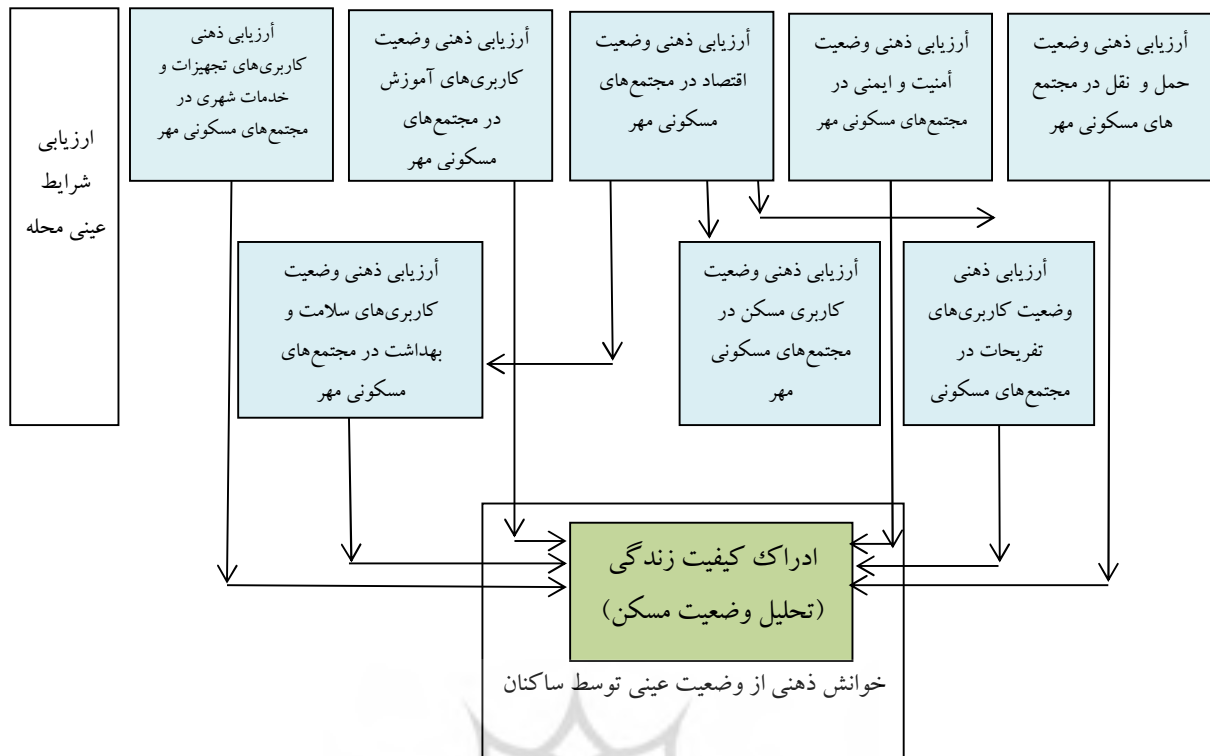 أرزیابی ذهنی وضعیت
حمل و نقل در مجتمع
های مسکونی مهر
أرزیابی ذهنی وضعیت
أمنیت و ایمنی در
مجتمع‌های مسکونی مهر
أرزیابی ذهنی وضعیت
اقتصاد در مجتمع‌های
مسکونی مهر
أرزیابی ذهنی وضعیت
کاربری‌های آموزش
در مجتمع‌های
مسکونی مهر
أرزیابی ذهنی
کاربری‌های تجهیزات و
خدمات شهری در
مجتمع‌های مسکونی مهر
ارزیابی
شرایط
عینی محله
أرزیابی ذهنی
وضعیت کاربری‌های
تفریحات در
مجتمع‌های مسکونی
أرزیابی ذهنی وضعیت
کاربری مسکن در
مجتمع‌های مسکونی
مهر
أرزیابی ذهنی وضعیت
کاربری‌های سلامت و
بهداشت در مجتمع‌های
مسکونی مهر
ادراک کیفیت زندگی
(تحلیل وضعیت مسکن)
خوانش ذهنی از وضعیت عینی توسط ساکنان